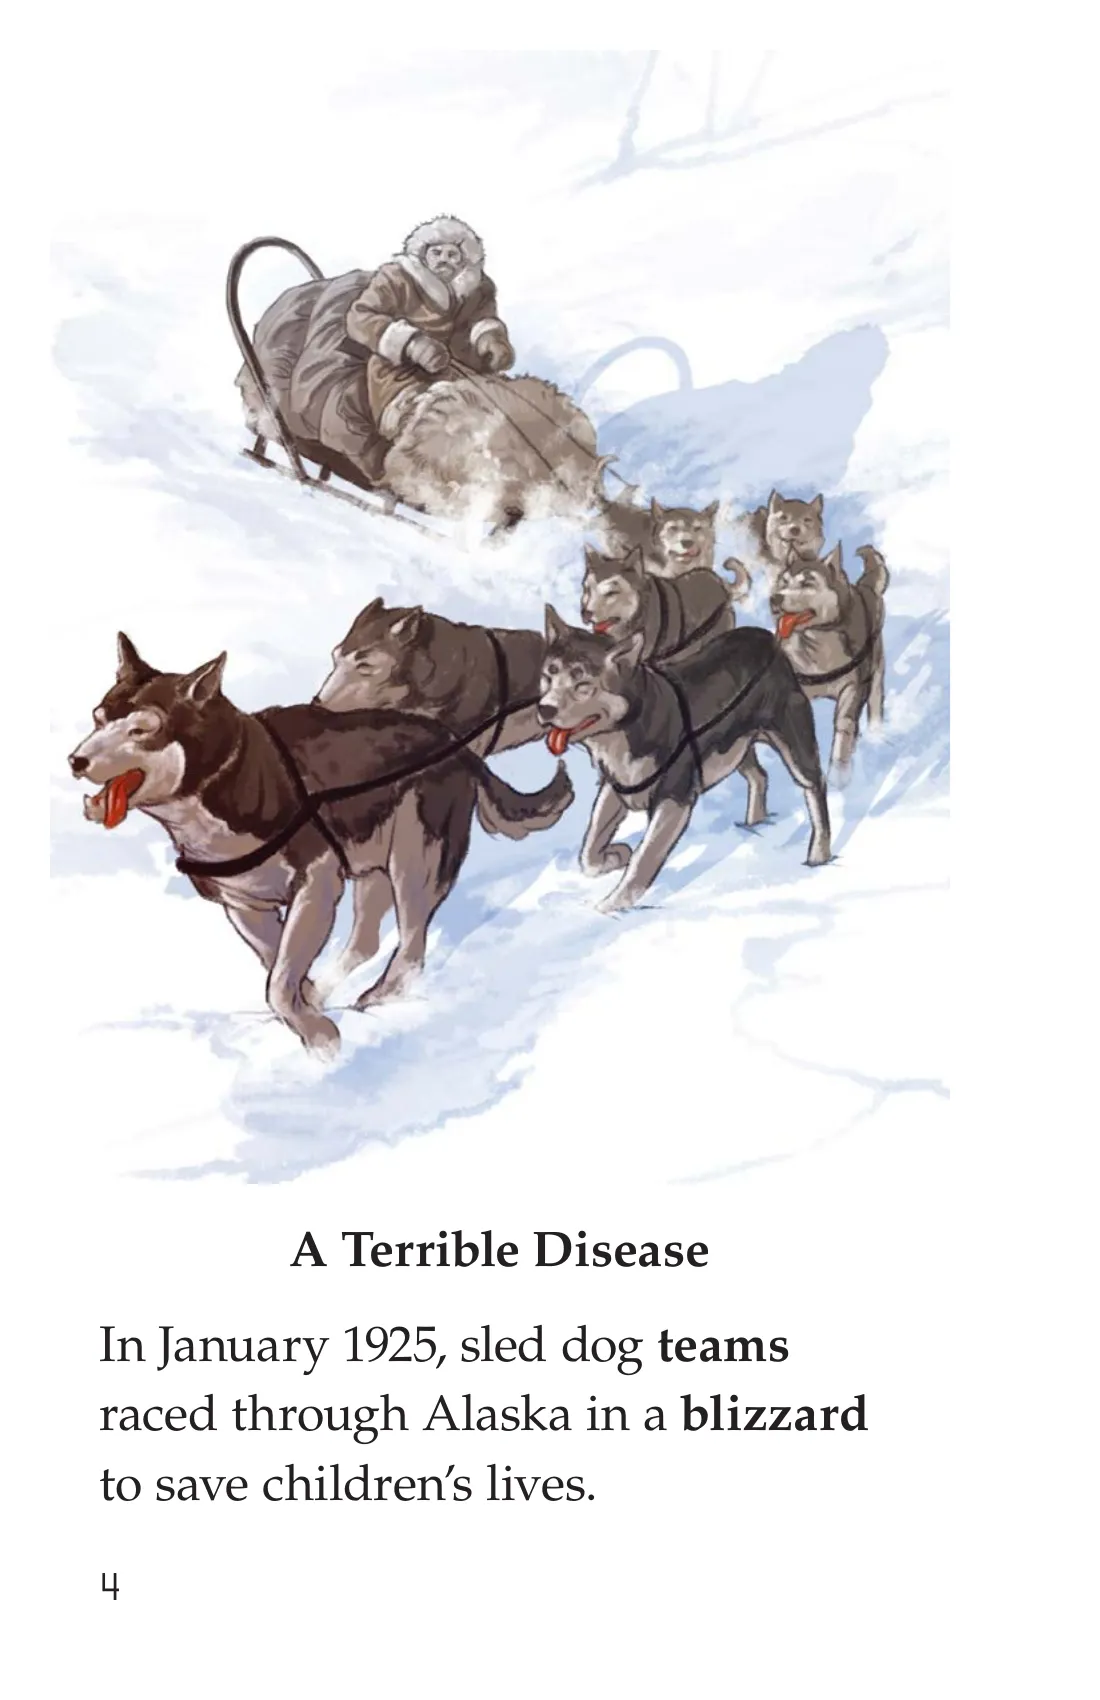 A Terrible Disease
In January 1925, sled dog teams
raced through Alaska in a blizzard
to save children’s lives.
4